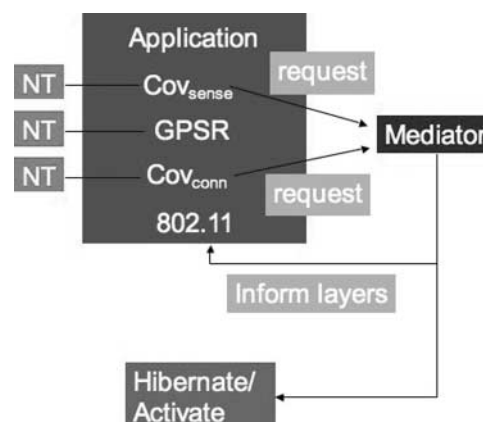 Application
request
NT Cov_sense
NT GPSR
Mediator
NT Cov_conn
request
802.11
Inform layers
Hibernate/
Activate